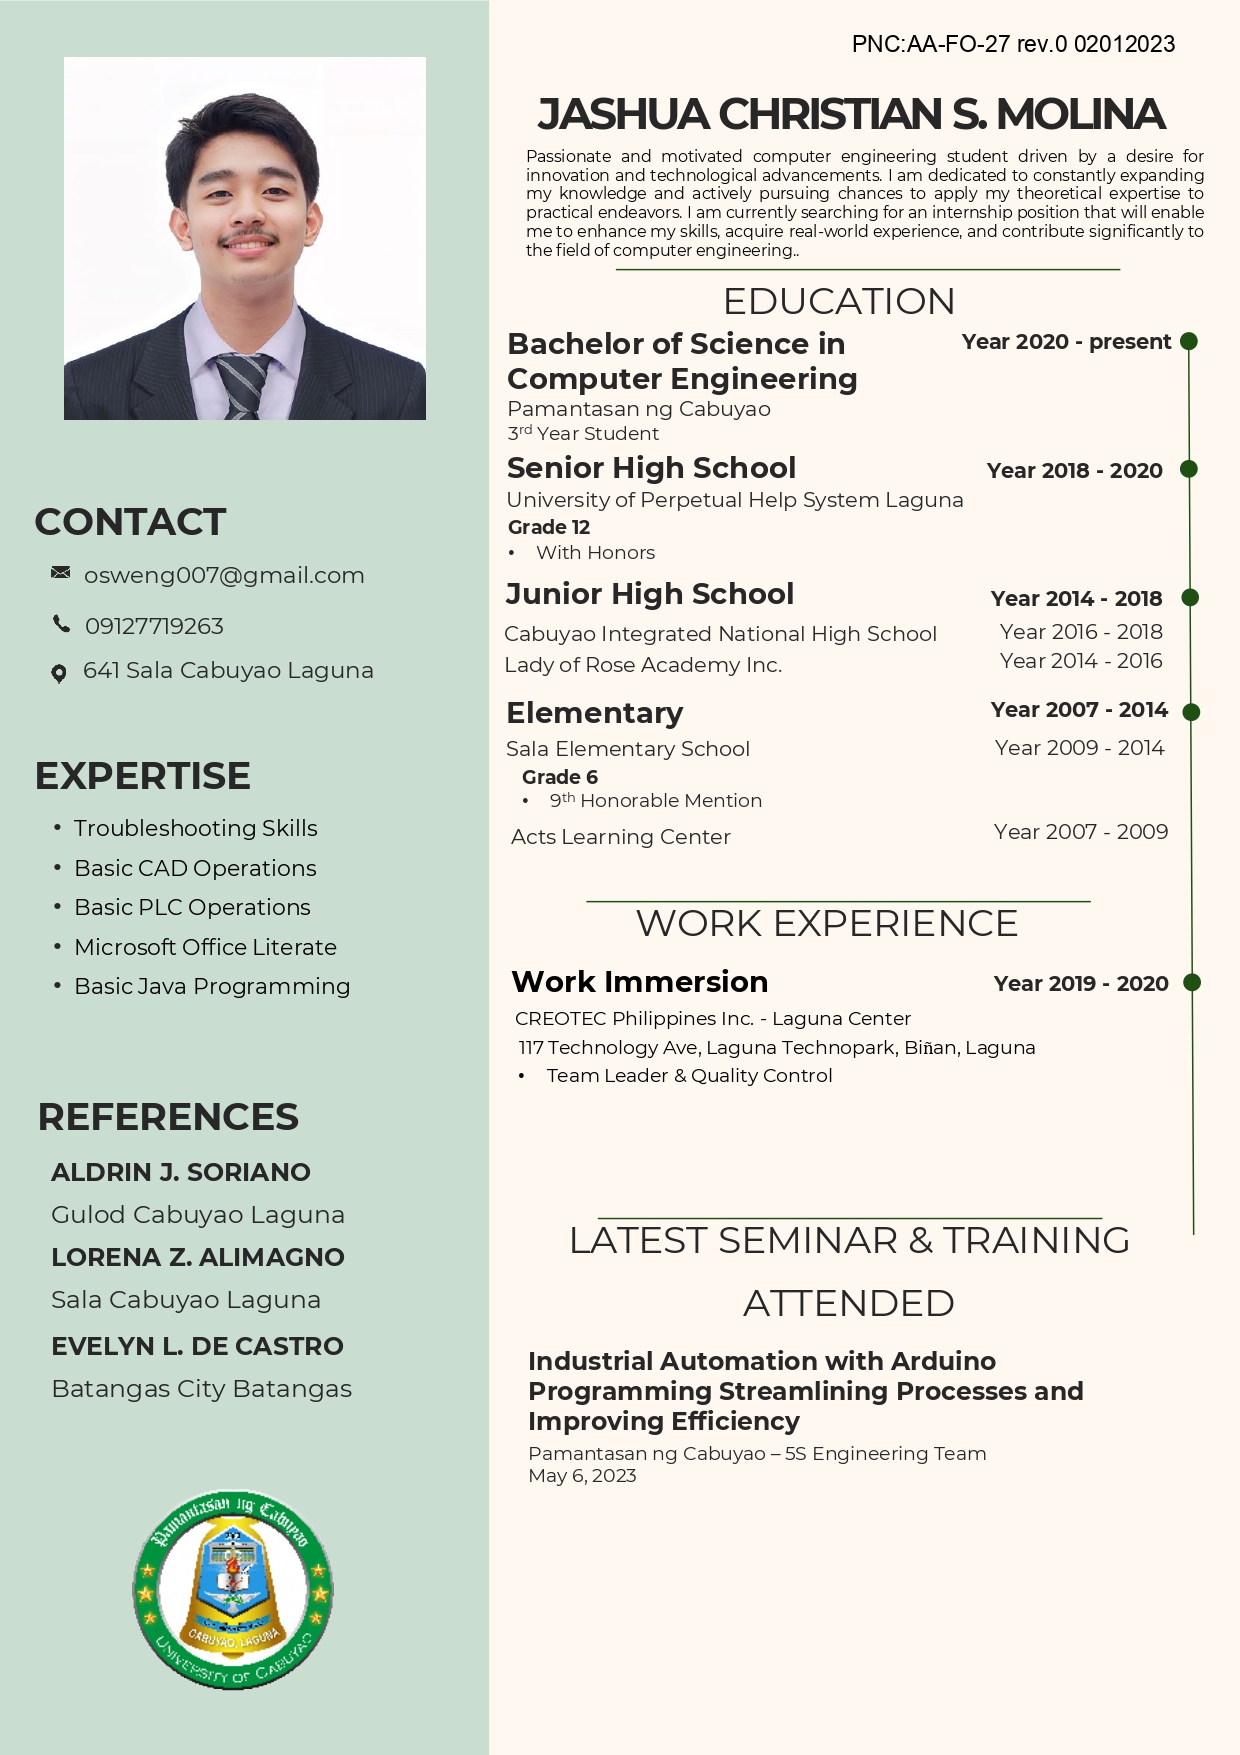 PNC:AA-FO-27 rev.0 02012023
JASHUA CHRISTIAN S. MOLINA
Passionate and motivated computer engineering student driven by a desire for
innovation and technological advancements. I am dedicated to constantly expanding
my knowledge and actively pursuing chances to apply my theoretical expertise to
practical endeavors. I am currently searching for an internship position that will enable
me to enhance my skills, acquire real-world experience, and contribute significantly to
the field of computer engineering..
CONTACT
osweng007@gmail.com
09127719263
641 Sala Cabuyao Laguna
EXPERTISE
• Troubleshooting Skills
• Basic CAD Operations
• Basic PLC Operations
• Microsoft Office Literate
• Basic Java Programming
REFERENCES
ALDRIN J. SORIANO
Gulod Cabuyao Laguna
LORENA Z. ALIMAGNO
Sala Cabuyao Laguna
EVELYN L. DE CASTRO
Batangas City Batangas
Pamantasan ng Cabuyao
CABUYAO, LAGUNA
UNIVERSITY OF CABUYAO
EDUCATION
Bachelor of Science in Year 2020 - present
Computer Engineering
Pamantasan ng Cabuyao
3rd Year Student
Senior High School Year 2018 - 2020
University of Perpetual Help System Laguna
Grade 12
• With Honors
Junior High School Year 2014 - 2018
Cabuyao Integrated National High School Year 2016 - 2018
Lady of Rose Academy Inc. Year 2014 - 2016
Elementary Year 2007 - 2014
Sala Elementary School Year 2009 - 2014
Grade 6
• 9th Honorable Mention
Acts Learning Center Year 2007 - 2009
WORK EXPERIENCE
Work Immersion Year 2019 - 2020
CREOTEC Philippines Inc. - Laguna Center
117 Technology Ave, Laguna Technopark, Biñan, Laguna
• Team Leader & Quality Control
LATEST SEMINAR & TRAINING
ATTENDED
Industrial Automation with Arduino
Programming Streamlining Processes and
Improving Efficiency
Pamantasan ng Cabuyao – 5S Engineering Team
May 6, 2023